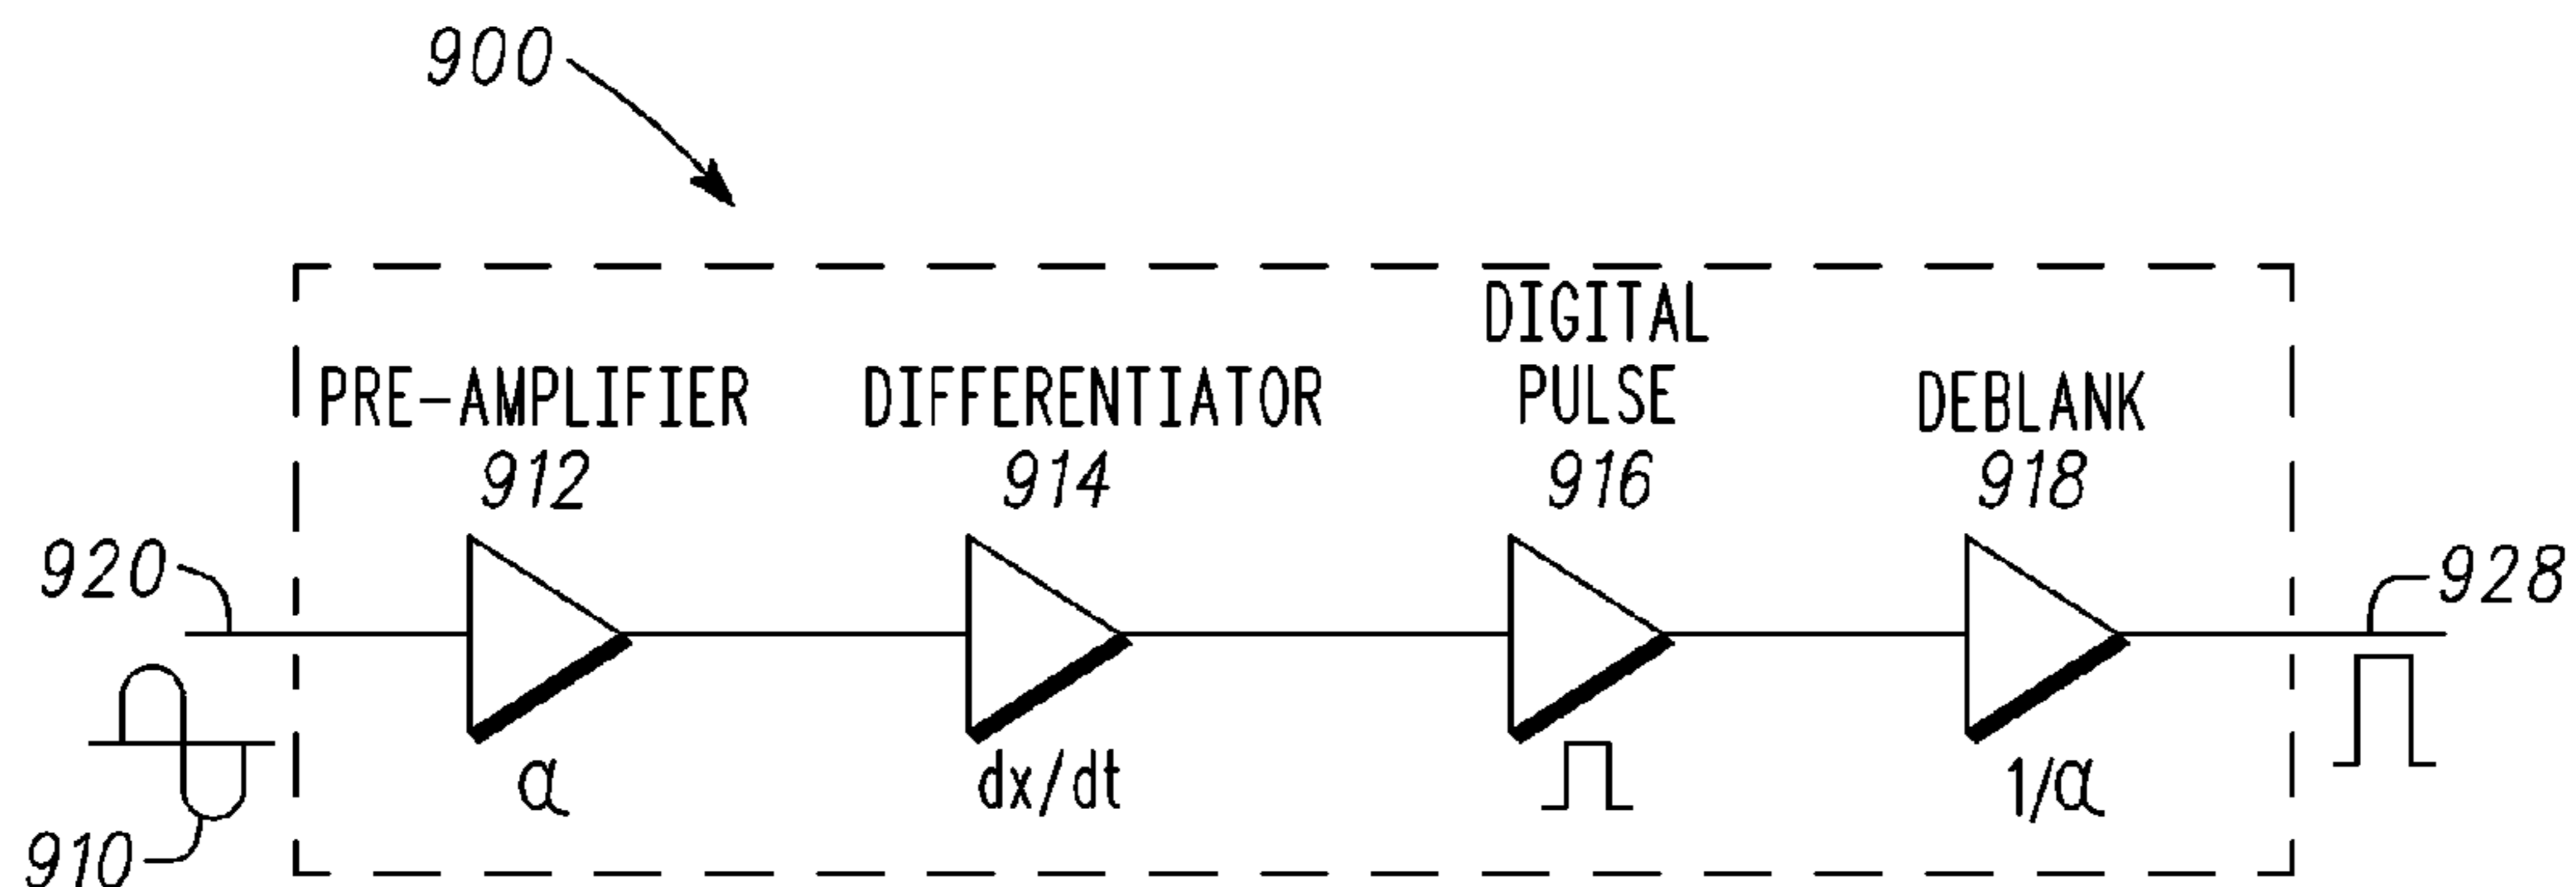 900
DIGITAL
PRE-AMPLIFIER DIFFERENTIATOR PULSE DEBLANK
912 914 916 918
920 928
α dx/dt 1/α
910